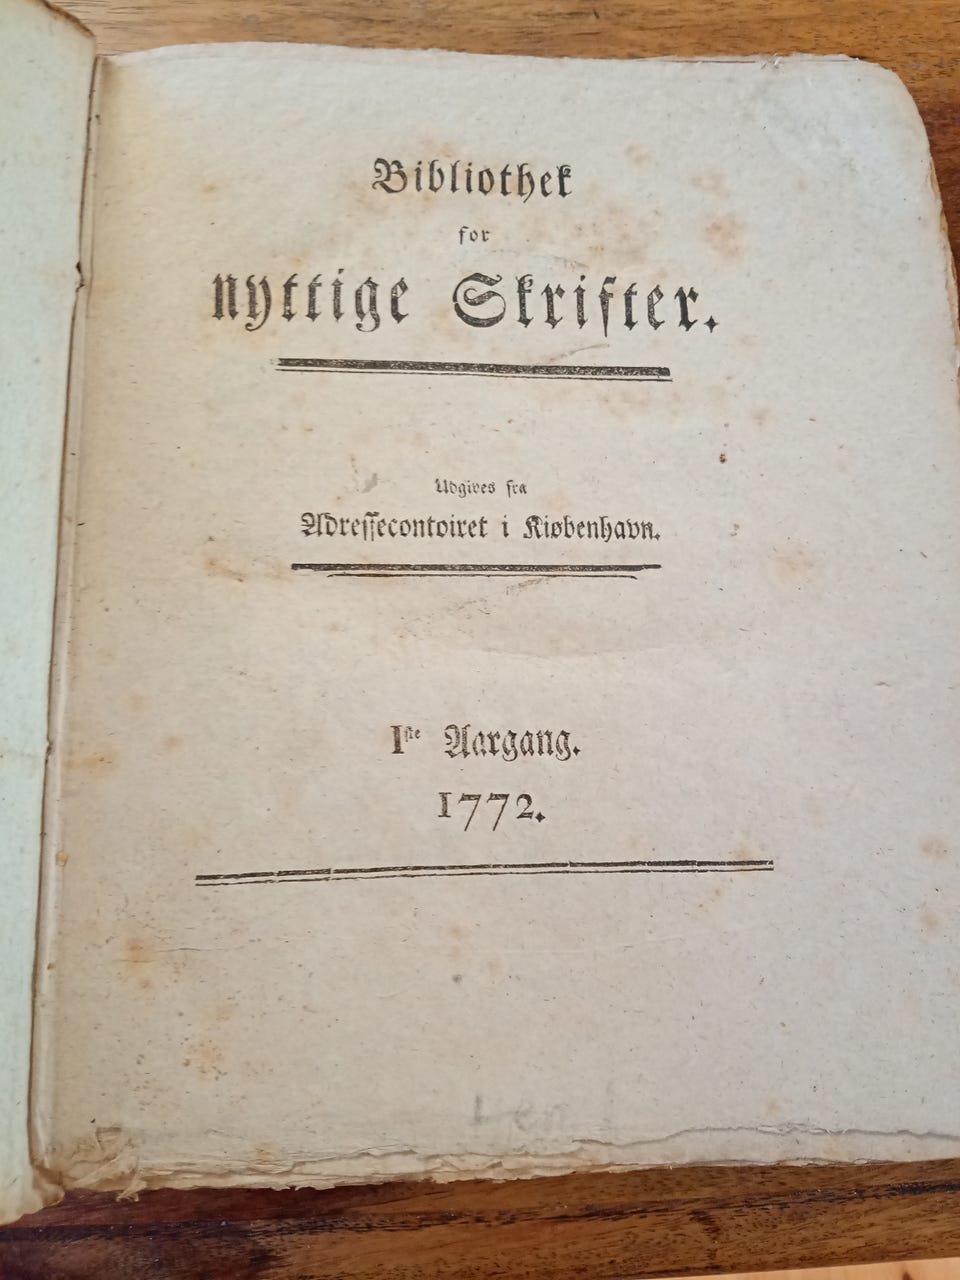 Bibliothek
for
nyttige Skrifter.
Udgives fra
Adressecontoiret i Kiøbenhavn.
Iste Aargang.
1772.